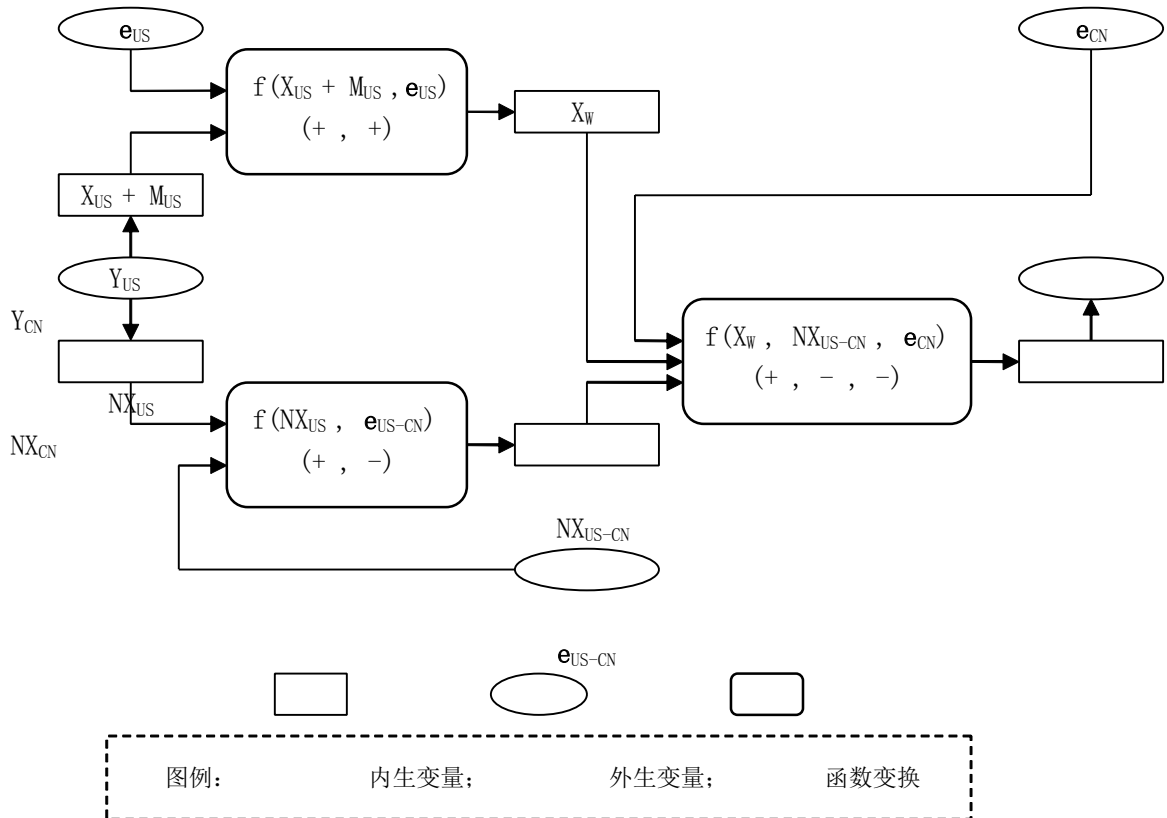 eUS
eCN
f(XUS + MUS ,eUS)
(+ , +)
XW
XUS + MUS
YUS
YCN
f(XW , NXUS-CN , eCN)
(+ , - , -)
NXUS
f(NXUS , eUS-CN)
NXCN
(+ , -)
NXUS-CN
eUS-CN
图例: 内生变量; 外生变量; 函数变换